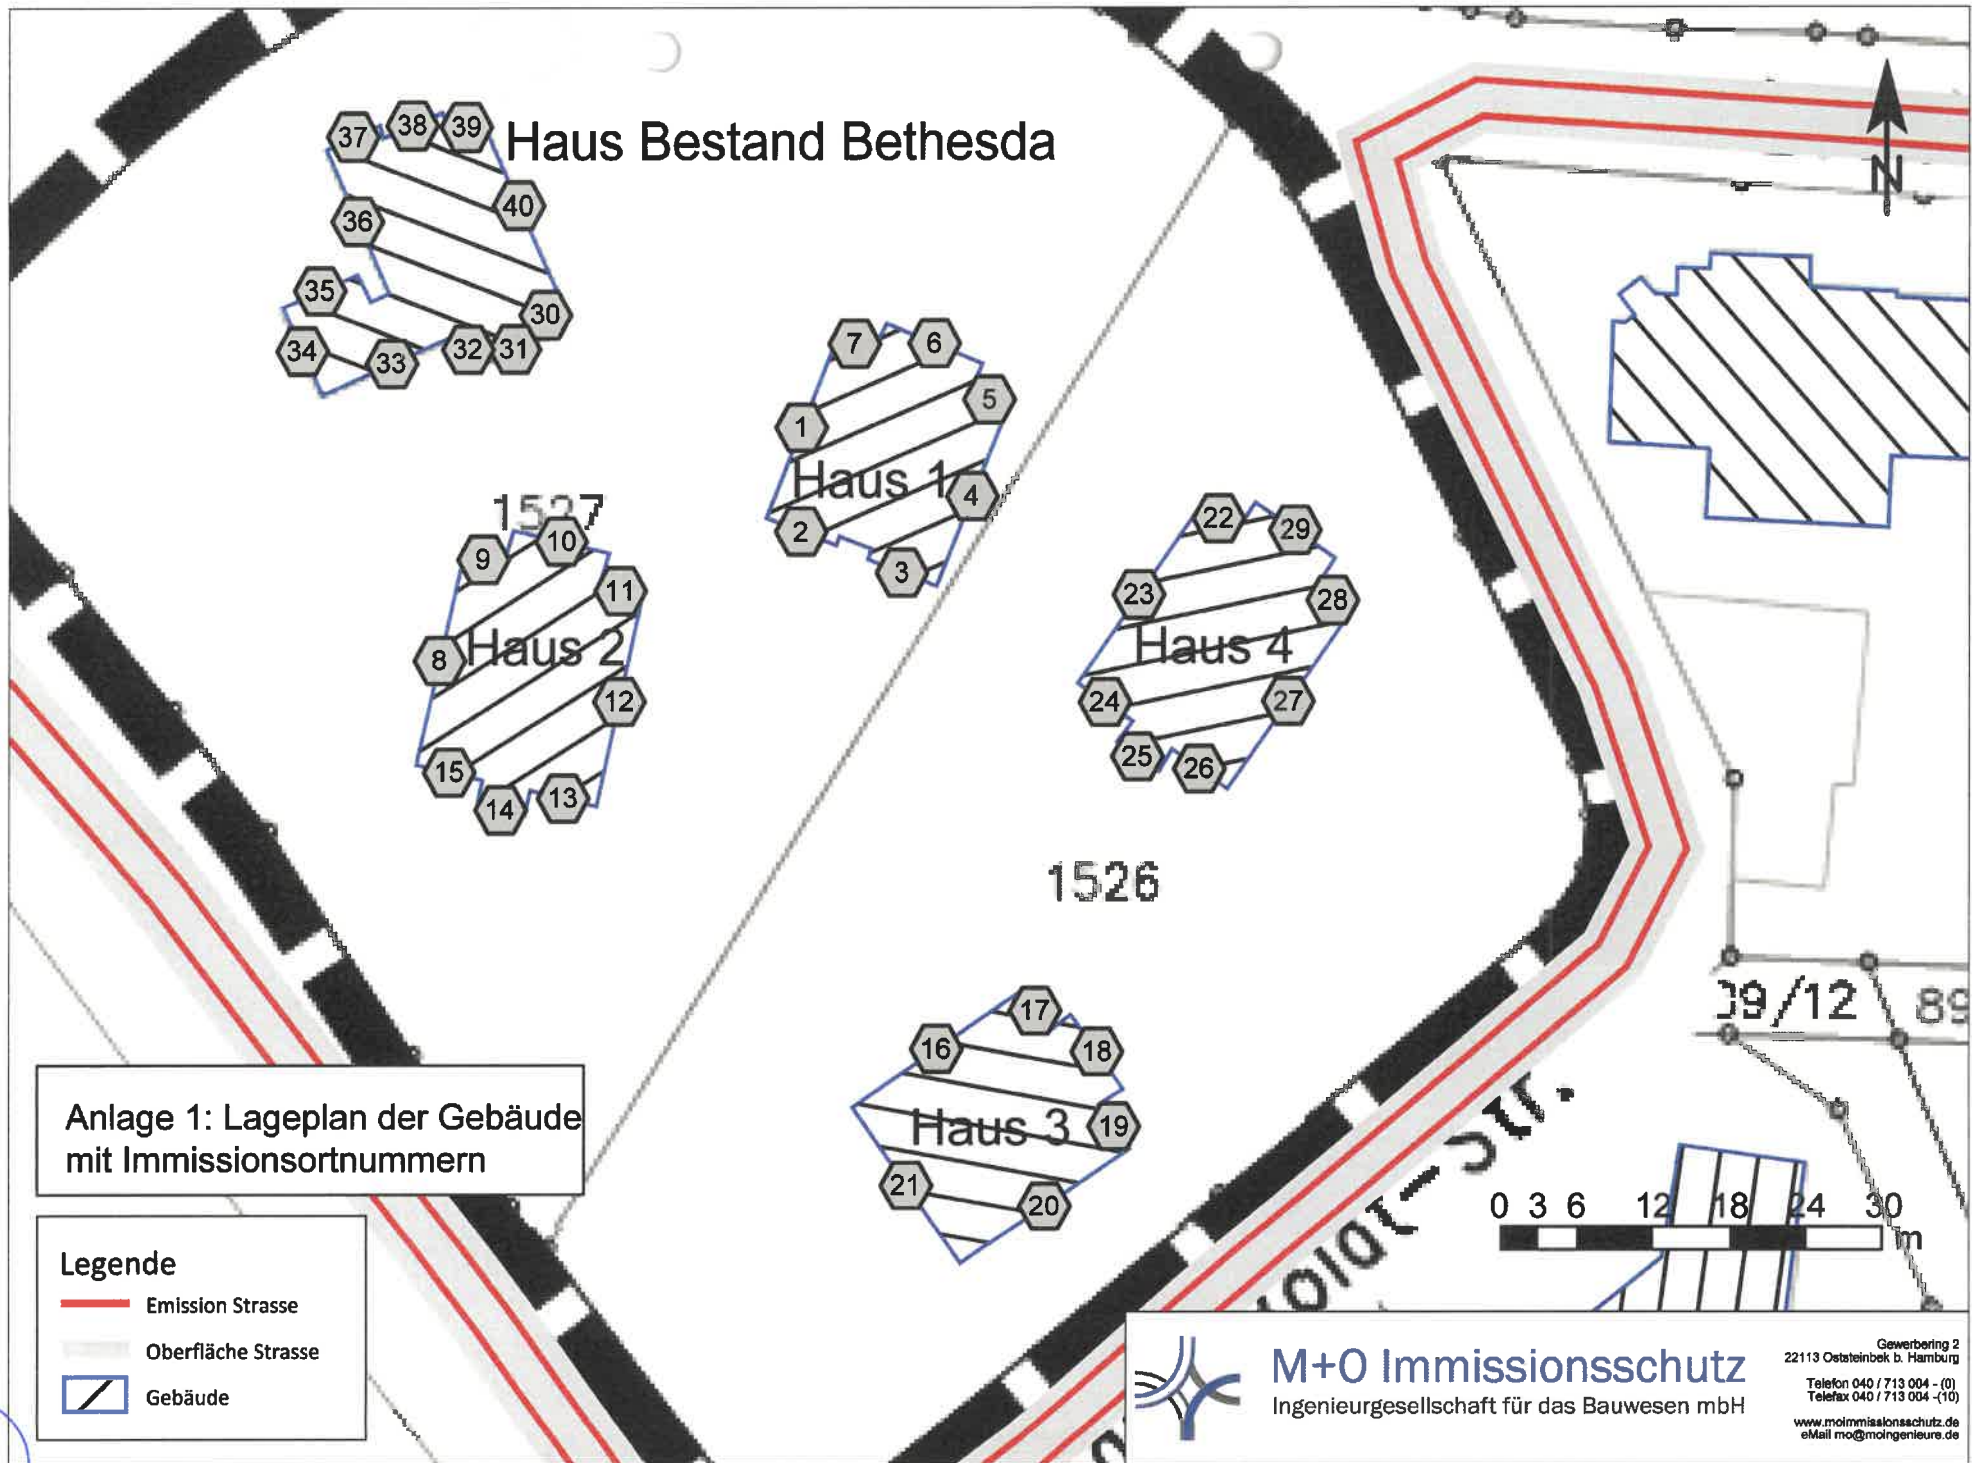 37
38
39
Haus Bestand Bethesda
N
40
36
35
30
34
33
32
31
7
6
5
1
Haus 1
4
2
3
1527
9
10
11
8
Haus 2
12
15
14
13
22
29
23
28
Haus 4
24
27
25
26
1526
17
16
18
Haus 3
19
21
20
09/12
89
Str.
0 3 6 12 18 24 30
m
Anlage 1: Lageplan der Gebäude
mit Immissionsortnummern
Legende
Emission Strasse
Oberfläche Strasse
Gebäude
M+O Immissionsschutz
Ingenieurgesellschaft für das Bauwesen mbH
Gewerbering 2
22113 Oststeinbek b. Hamburg
Telefon 040 / 713 004 - (0)
Telefax 040 / 713 004 -(10)
www.moimmissionsschutz.de
eMail mo@moingenieure.de